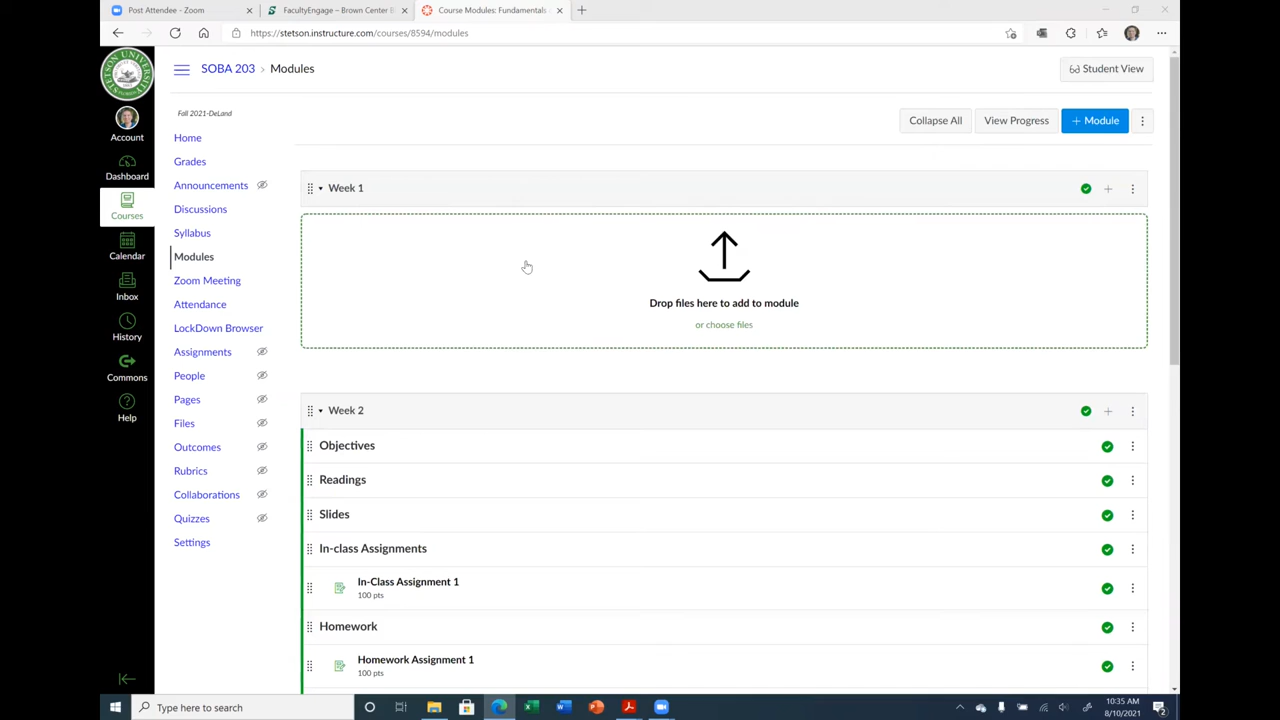 Post Attendee - Zoom
FacultyEngage – Brown Center
Course Modules: Fundamentals
https://stetson.instructure.com/courses/8594/modules
SOBA 203 › Modules
Student View
Fall 2021-DeLand
Collapse All
View Progress
+ Module
Account
Dashboard
Courses
Calendar
Inbox
History
Commons
Help
Home
Grades
Announcements
Discussions
Syllabus
Modules
Zoom Meeting
Attendance
LockDown Browser
Assignments
People
Pages
Files
Outcomes
Rubrics
Collaborations
Quizzes
Settings
Week 1
Drop files here to add to module
or choose files
Week 2
Objectives
Readings
Slides
In-class Assignments
In-Class Assignment 1
100 pts
Homework
Homework Assignment 1
100 pts
Type here to search
10:35 AM
8/10/2021
2